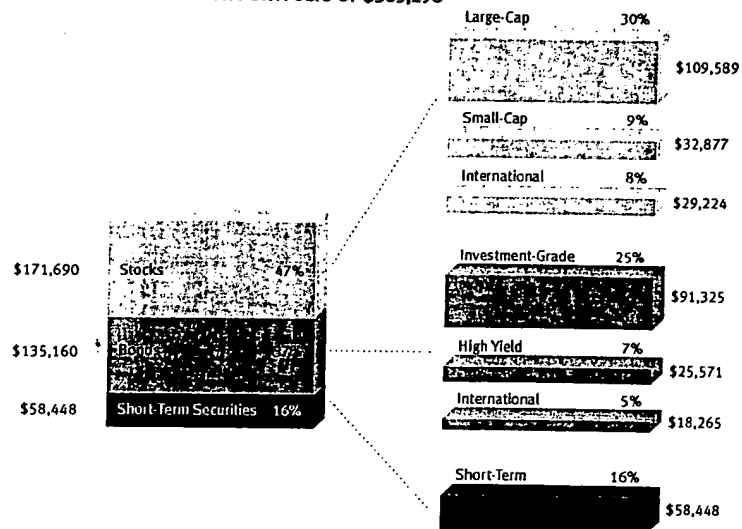 $365,298
Large-Cap 30%
$109,589
Small-Cap 9%
$32,877
International 8%
$29,224
$171,690 Stocks 47%
Investment-Grade 25%
$91,325
$135,160 Bonds
High Yield 7%
$25,571
$58,448 Short-Term Securities 16%
International 5%
$18,265
Short-Term 16%
$58,448